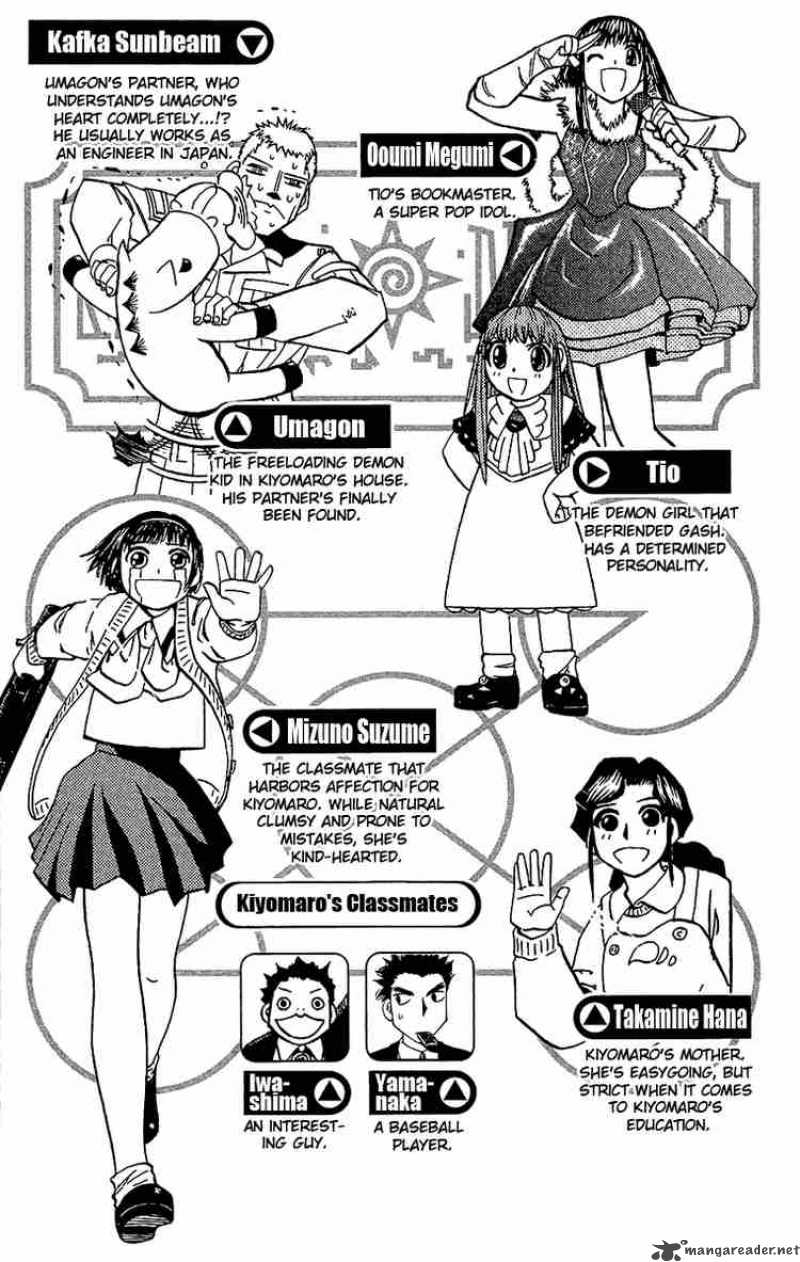 Kafka Sunbeam
UMAGON'S PARTNER, WHO
UNDERSTANDS UMAGON'S
HEART COMPLETELY...!?
HE USUALLY WORKS AS
AN ENGINEER IN JAPAN.
Ooumi Megumi
TIO'S BOOKMASTER.
A SUPER POP IDOL.
Umagon
THE FREELOADING DEMON
KID IN KIYOMARO'S HOUSE.
HIS PARTNER'S FINALLY
BEEN FOUND.
Tio
THE DEMON GIRL THAT
BEFRIENDED GASH.
HAS A DETERMINED
PERSONALITY.
Mizuno Suzume
THE CLASSMATE THAT
HARBORS AFFECTION FOR
KIYOMARO. WHILE NATURAL
CLUMSY AND PRONE TO
MISTAKES, SHE'S
KIND-HEARTED.
Kiyomaro's Classmates
Iwa-
shima
AN INTEREST-
ING GUY.
Yama-
naka
A BASEBALL
PLAYER.
Takamine Hana
KIYOMARO'S MOTHER.
SHE'S EASYGOING, BUT
STRICT WHEN IT COMES
TO KIYOMARO'S
EDUCATION.
mangareader.net